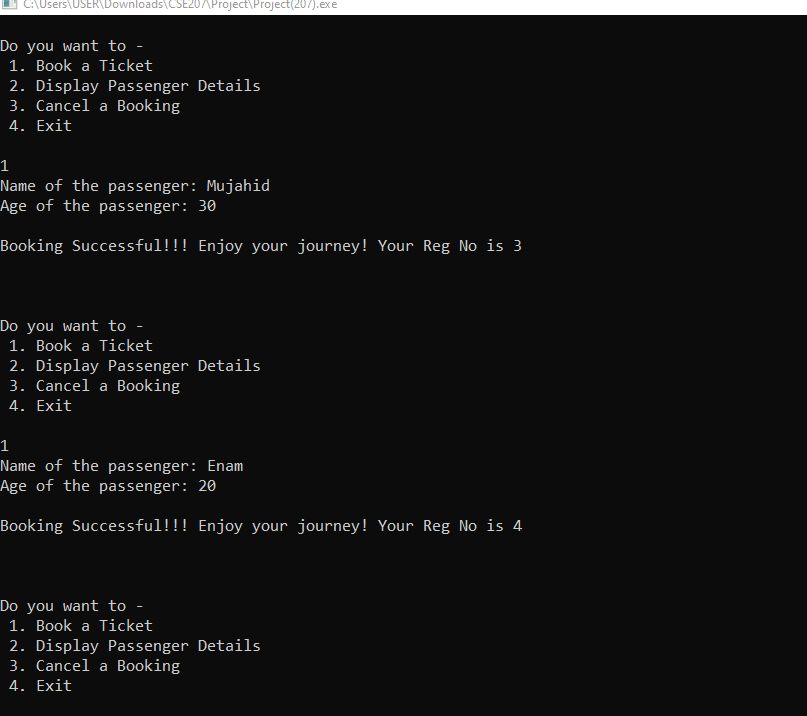 C:\Users\USER\Downloads\CSE207\Project\Project(207).exe
Do you want to -
1. Book a Ticket
2. Display Passenger Details
3. Cancel a Booking
4. Exit
1
Name of the passenger: Mujahid
Age of the passenger: 30
Booking Successful!!! Enjoy your journey! Your Reg No is 3
Do you want to -
1. Book a Ticket
2. Display Passenger Details
3. Cancel a Booking
4. Exit
1
Name of the passenger: Enam
Age of the passenger: 20
Booking Successful!!! Enjoy your journey! Your Reg No is 4
Do you want to -
1. Book a Ticket
2. Display Passenger Details
3. Cancel a Booking
4. Exit